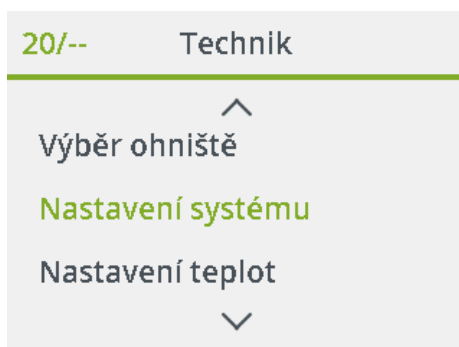 20/-- Technik
Výběr ohniště
Nastavení systému
Nastavení teplot